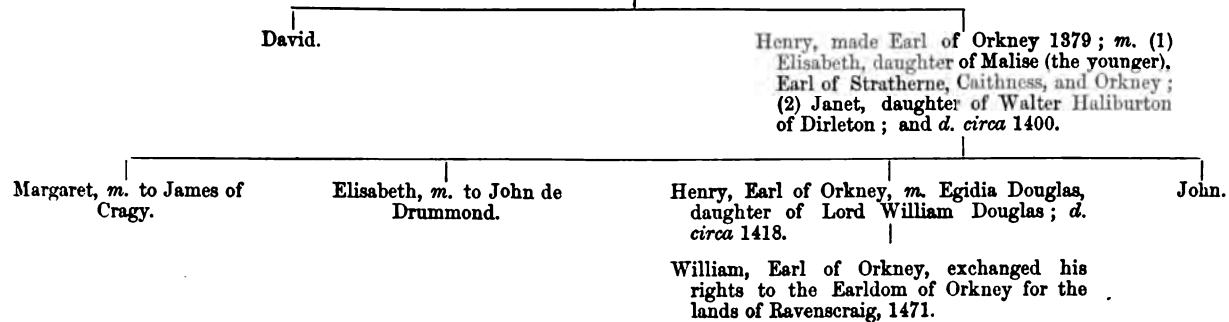 David.
Henry, made Earl of Orkney 1379 ; m. (1)
Elisabeth, daughter of Malise (the younger),
Earl of Stratherne, Caithness, and Orkney ;
(2) Janet, daughter of Walter Haliburton
of Dirleton ; and d. circa 1400.
Margaret, m. to James of
Cragy.
Elisabeth, m. to John de
Drummond.
Henry, Earl of Orkney, m. Egidia Douglas,
daughter of Lord William Douglas ; d.
circa 1418.
John.
William, Earl of Orkney, exchanged his
rights to the Earldom of Orkney for the
lands of Ravenscraig, 1471.